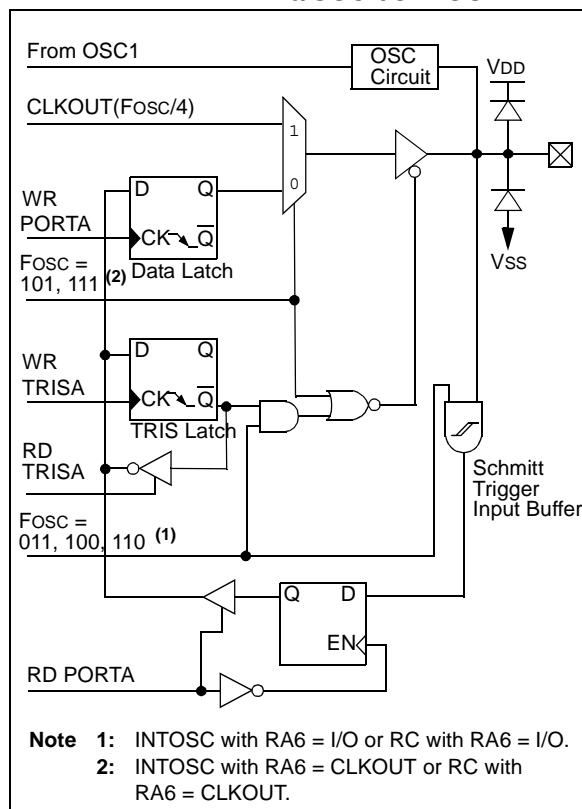 From OSC1
OSC
Circuit
VDD
CLKOUT(FOSC/4)
1
0
D Q
WR
PORTA
CK Q
Data Latch
VSS
FOSC =
101, 111 (2)
D Q
WR
TRISA
CK Q
TRIS Latch
RD
TRISA
Schmitt
Trigger
Input Buffer
FOSC =
011, 100, 110 (1)
Q D
EN
RD PORTA
Note 1: INTOSC with RA6 = I/O or RC with RA6 = I/O.
2: INTOSC with RA6 = CLKOUT or RC with
RA6 = CLKOUT.